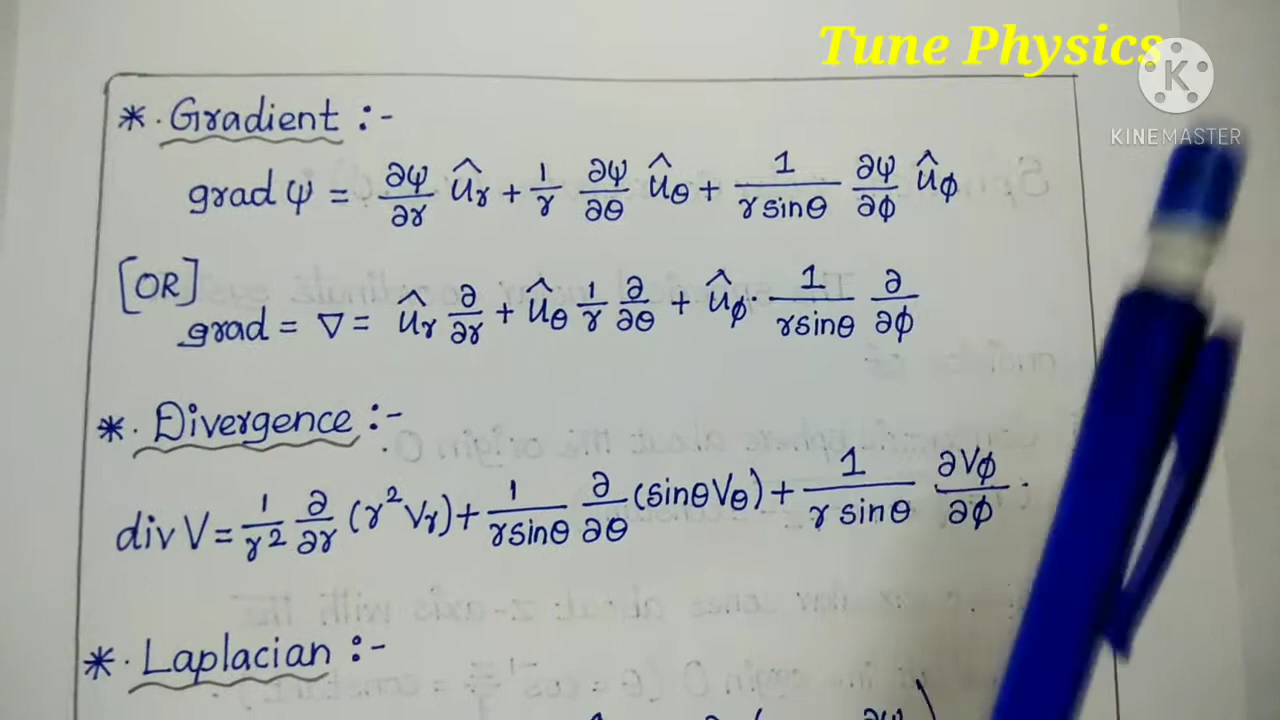 Tune Physics
KINEMASTER
* . Gradient :-
grad ψ = ∂ψ/∂r û_r + 1/r ∂ψ/∂θ û_θ + 1/(r sinθ) ∂ψ/∂φ û_φ
[OR]
grad = ∇ = û_r ∂/∂r + û_θ 1/r ∂/∂θ + û_φ . 1/(r sinθ) ∂/∂φ
* . Divergence :-
div V = 1/r² ∂/∂r (r² V_r) + 1/(r sinθ) ∂/∂θ (sinθ V_θ) + 1/(r sinθ) ∂V_φ/∂φ .
* . Laplacian :-